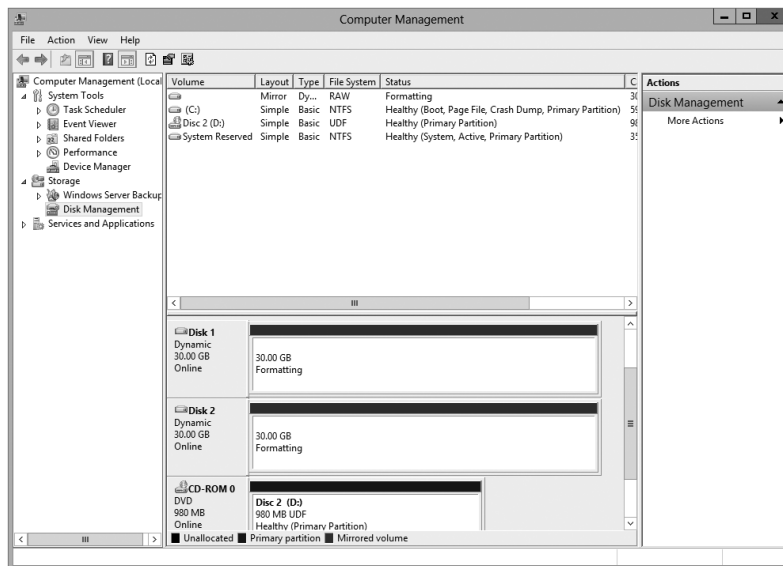 Computer Management
File Action View Help
Computer Management (Local
System Tools
Task Scheduler
Event Viewer
Shared Folders
Performance
Device Manager
Storage
Windows Server Backup
Disk Management
Services and Applications
Volume Layout Type File System Status C
Mirror Dy... RAW Formatting 30
(C:) Simple Basic NTFS Healthy (Boot, Page File, Crash Dump, Primary Partition) 59
Disc 2 (D:) Simple Basic UDF Healthy (Primary Partition) 98
System Reserved Simple Basic NTFS Healthy (System, Active, Primary Partition) 35
Disk 1
Dynamic
30.00 GB
Online
30.00 GB
Formatting
Disk 2
Dynamic
30.00 GB
Online
30.00 GB
Formatting
CD-ROM 0
DVD
980 MB
Online
Disc 2 (D:)
980 MB UDF
Healthy (Primary Partition)
Unallocated Primary partition Mirrored volume
Actions
Disk Management
More Actions